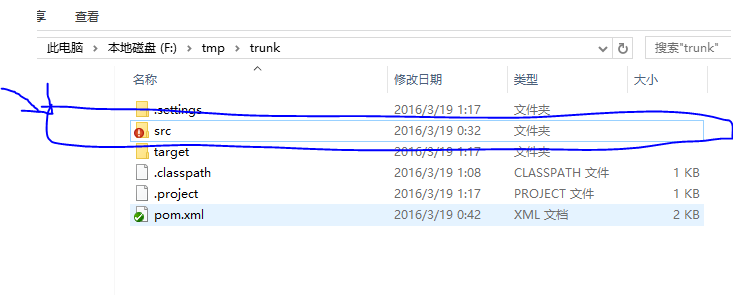 享 查看
此电脑 > 本地磁盘 (F:) > tmp > trunk 搜索"trunk"
名称 修改日期 类型 大小
.settings 2016/3/19 1:17 文件夹
src 2016/3/19 0:32 文件夹
target 2016/3/19 1:17 文件夹
.classpath 2016/3/19 1:08 CLASSPATH 文件 1 KB
.project 2016/3/19 1:17 PROJECT 文件 1 KB
pom.xml 2016/3/19 0:42 XML 文档 2 KB